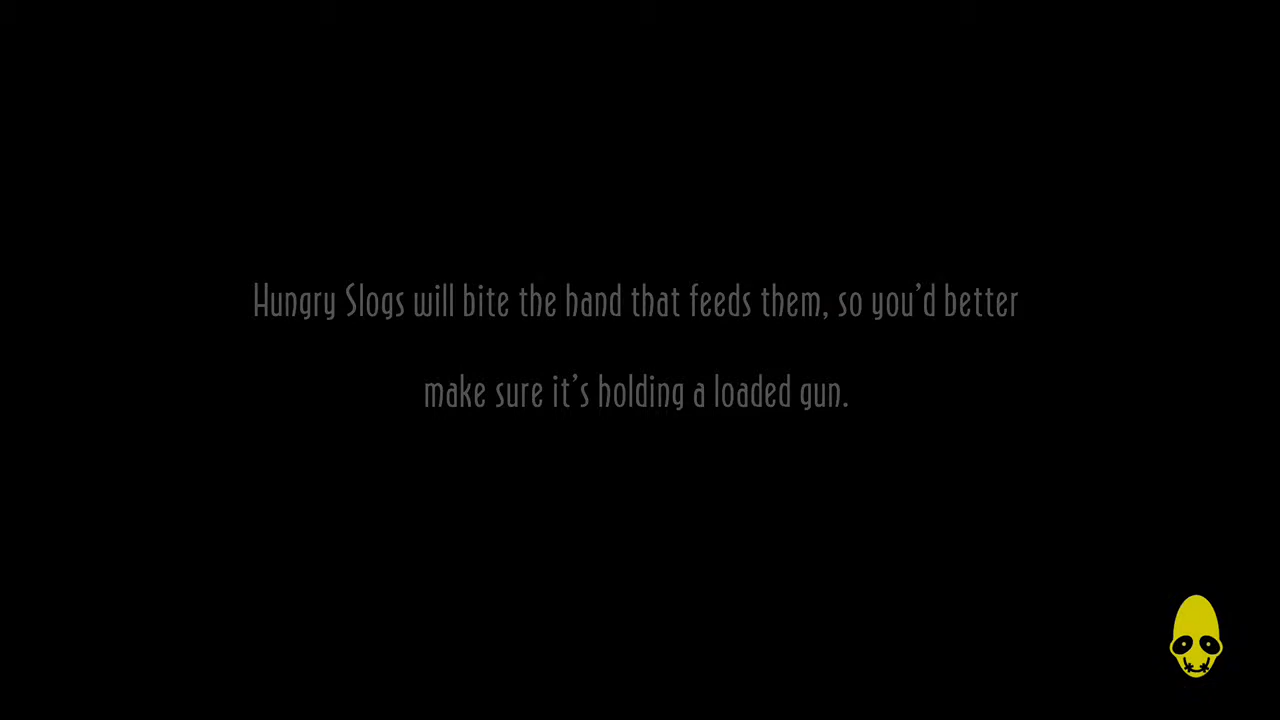 Hungry Slogs will bite the hand that feeds them, so you’d better
make sure it’s holding a loaded gun.